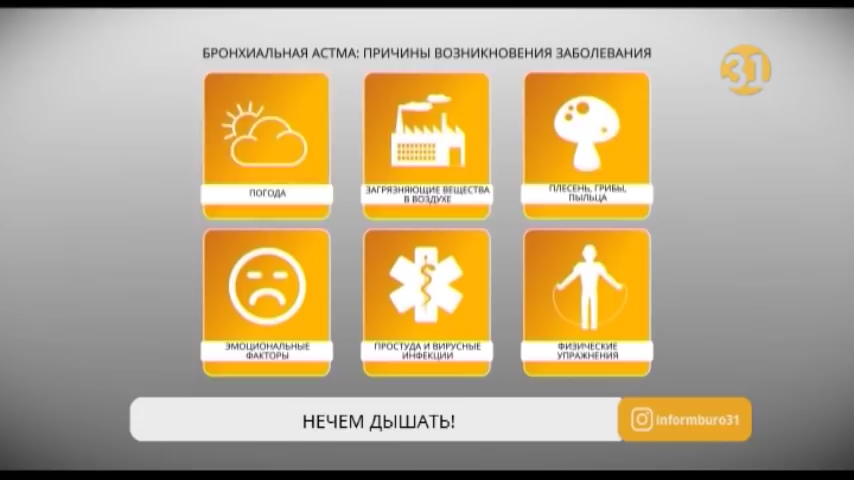 БРОНХИАЛЬНАЯ АСТМА: ПРИЧИНЫ ВОЗНИКНОВЕНИЯ ЗАБОЛЕВАНИЯ
31
ПОГОДА
ЗАГРЯЗНЯЮЩИЕ ВЕЩЕСТВА
В ВОЗДУХЕ
ПЛЕСЕНЬ, ГРИБЫ,
ПЫЛЬЦА
ЭМОЦИОНАЛЬНЫЕ
ФАКТОРЫ
ПРОСТУДА И ВИРУСНЫЕ
ИНФЕКЦИИ
ФИЗИЧЕСКИЕ
УПРАЖНЕНИЯ
НЕЧЕМ ДЫШАТЬ!
informburo31